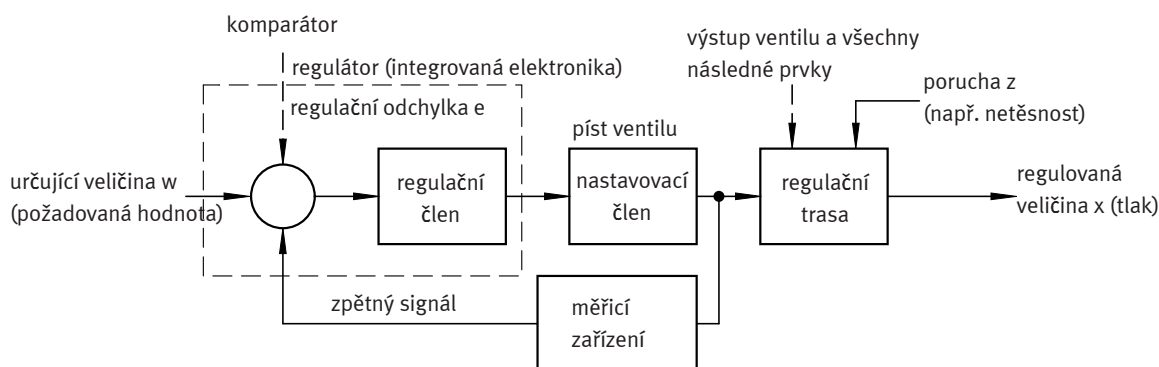 komparátor
regulátor (integrovaná elektronika)
regulační odchylka e
výstup ventilu a všechny
následné prvky
porucha z
(např. netěsnost)
píst ventilu
určující veličina w
(požadovaná hodnota)
regulační
člen
nastavovací
člen
regulační
trasa
regulovaná
veličina x (tlak)
zpětný signál
měřicí
zařízení